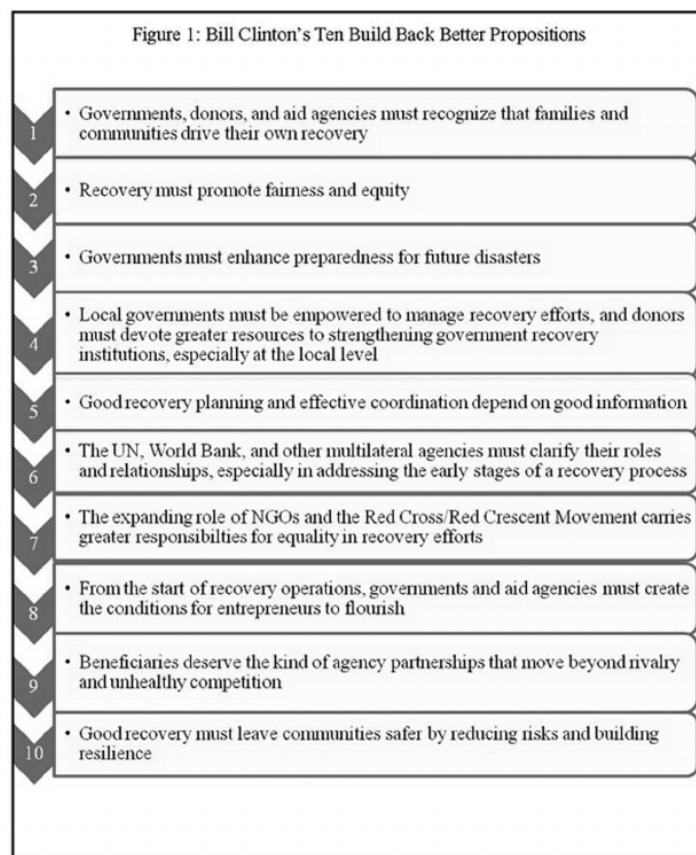 Figure 1: Bill Clinton's Ten Build Back Better Propositions
1
• Governments, donors, and aid agencies must recognize that families and
communities drive their own recovery
2
• Recovery must promote fairness and equity
3
• Governments must enhance preparedness for future disasters
4
• Local governments must be empowered to manage recovery efforts, and donors
must devote greater resources to strengthening government recovery
institutions, especially at the local level
5
• Good recovery planning and effective coordination depend on good information
6
• The UN, World Bank, and other multilateral agencies must clarify their roles
and relationships, especially in addressing the early stages of a recovery process
7
• The expanding role of NGOs and the Red Cross/Red Crescent Movement carries
greater responsibilties for equality in recovery efforts
8
• From the start of recovery operations, governments and aid agencies must create
the conditions for entrepreneurs to flourish
9
• Beneficiaries deserve the kind of agency partnerships that move beyond rivalry
and unhealthy competition
10
• Good recovery must leave communities safer by reducing risks and building
resilience